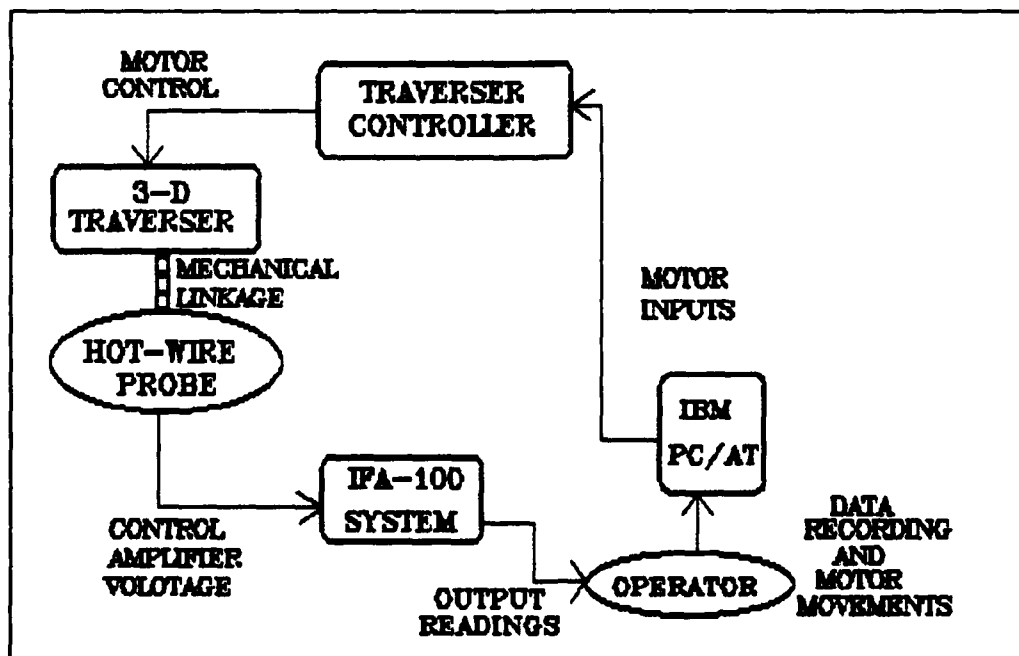 MOTOR
CONTROL
TRAVERSER
CONTROLLER
3-D
TRAVERSER
MECHANICAL
LINKAGE
HOT-WIRE
PROBE
MOTOR
INPUTS
IBM
PC/AT
IFA-100
SYSTEM
CONTROL
AMPLIFIER
VOLOTAGE
OUTPUT
READINGS
OPERATOR
DATA
RECORDING
AND
MOTOR
MOVEMENTS